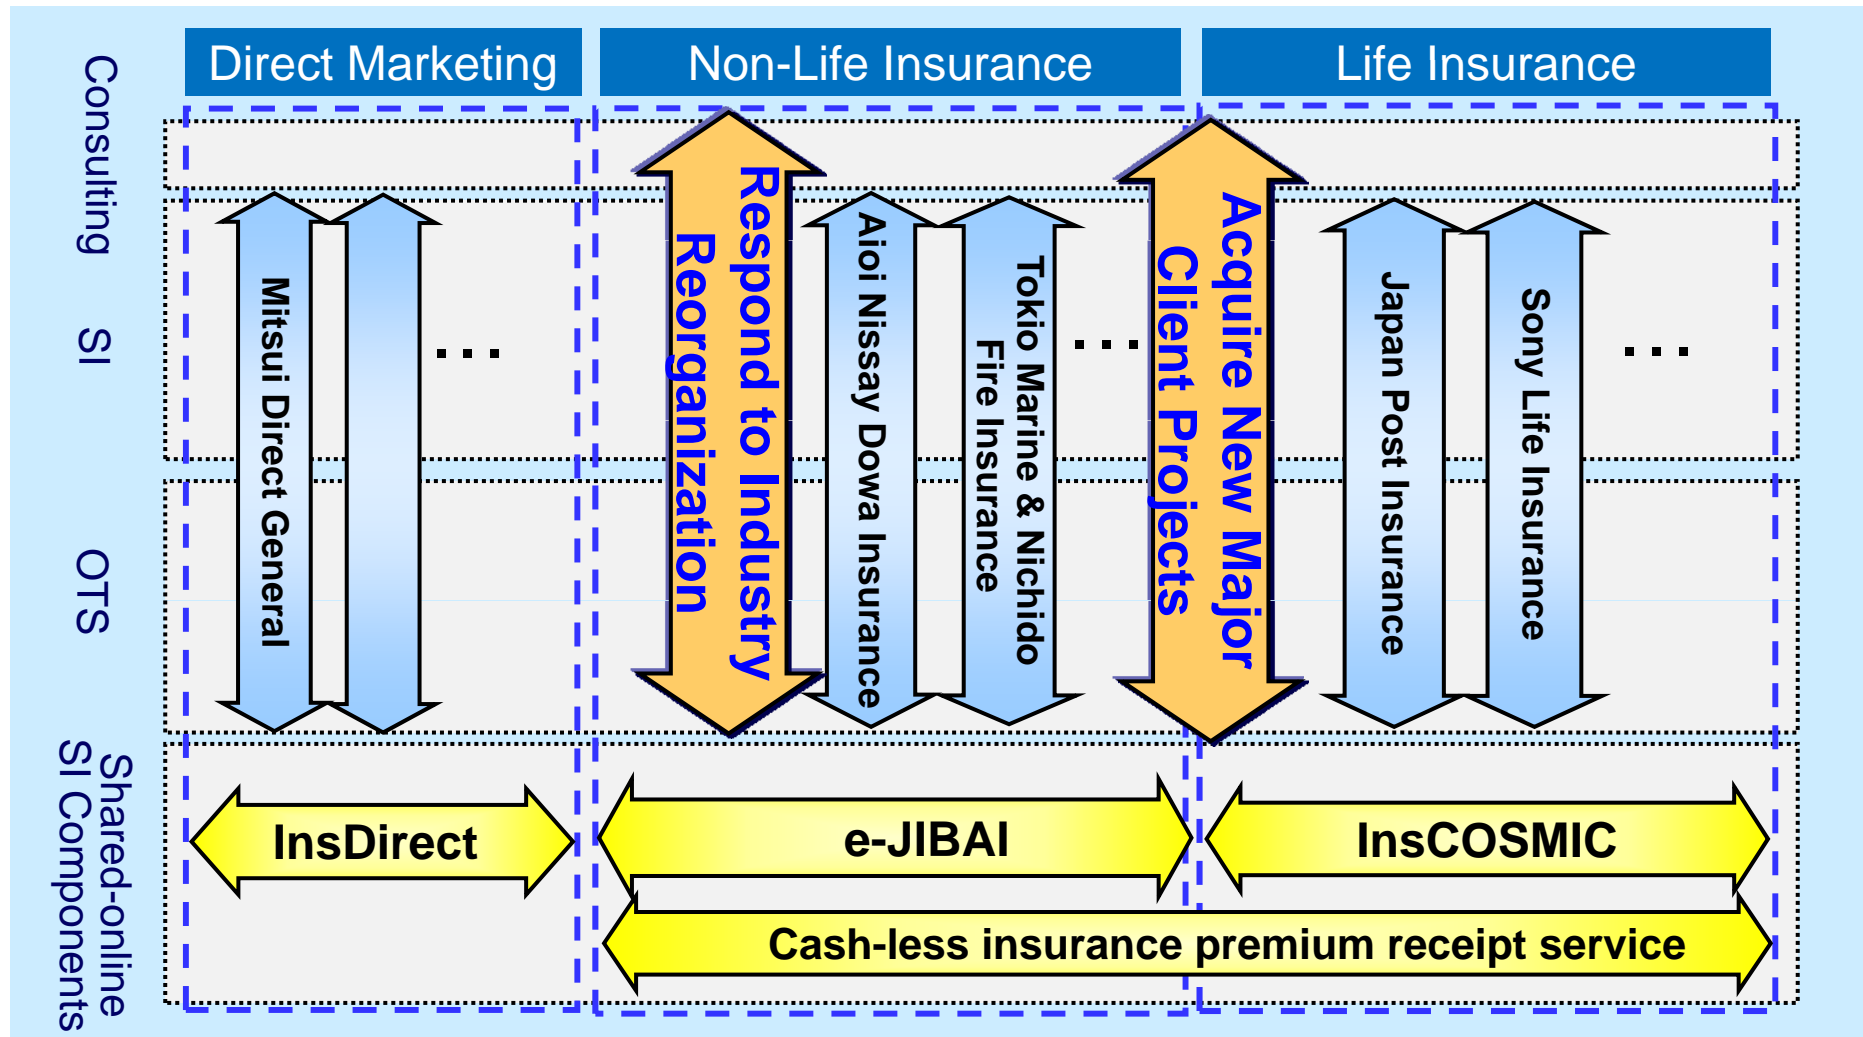 Direct Marketing
Non-Life Insurance
Life Insurance
Consulting
SI
OTS
Shared-online
SI Components
Mitsui Direct General
...
Respond to Industry
Reorganization
Aioi Nissay Dowa Insurance
Tokio Marine & Nichido
Fire Insurance
...
Acquire New Major
Client Projects
Japan Post Insurance
Sony Life Insurance
...
InsDirect
e-JIBAI
InsCOSMIC
Cash-less insurance premium receipt service